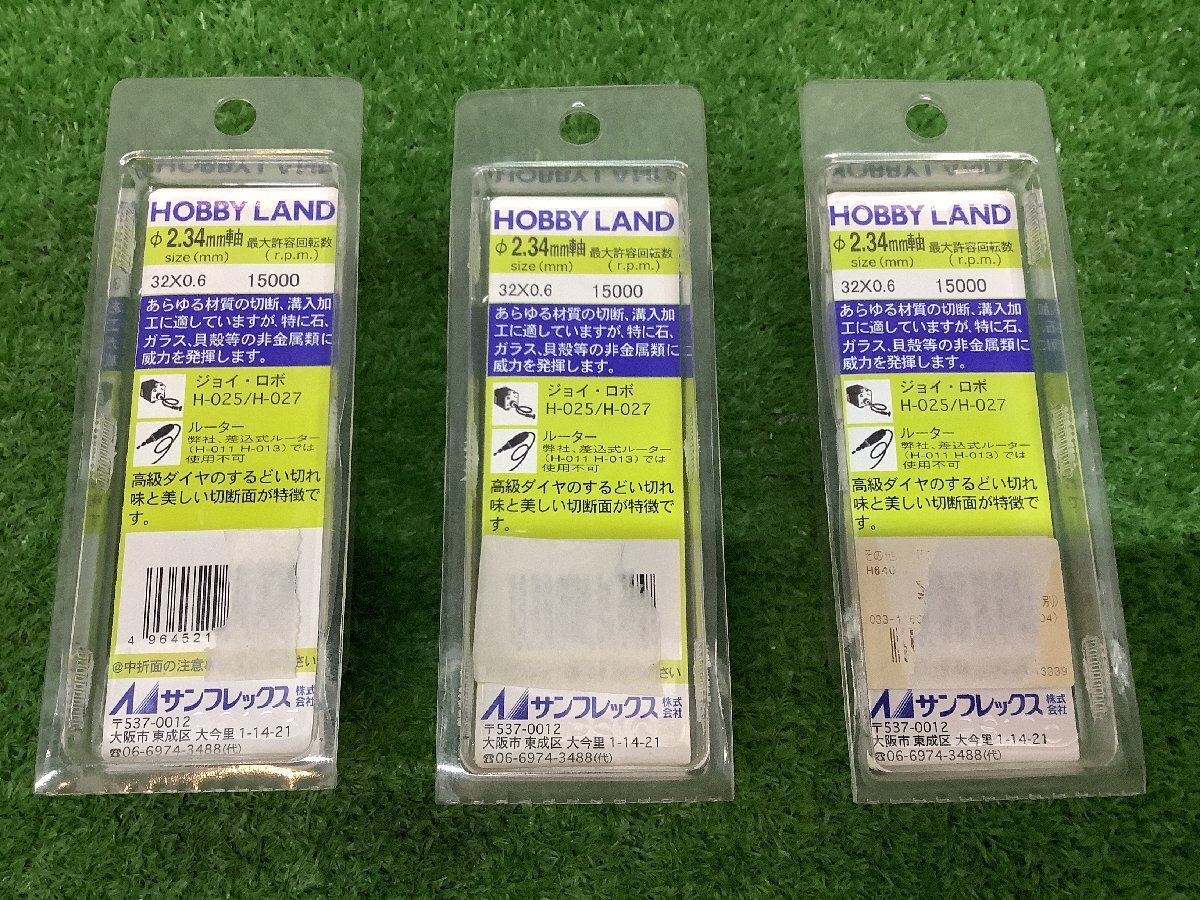 HOBBY LAND
φ2.34mm軸 最大許容回転数
size(mm) (r.p.m.)
32X0.6 15000
あらゆる材質の切断、溝入加
工に適していますが、特に石、
ガラス、貝殻等の非金属類に
威力を発揮します。
ジョイ・ロボ
H-025/H-027
ルーター
弊社、差込式ルーター
(H-011 H-013)では
使用不可
高級ダイヤのするどい切れ
味と美しい切断面が特徴で
す。
4 964521
@中折面の注意 さい
サンフレックス 株式会社
〒537-0012
大阪市 東成区 大今里 1-14-21
☎06-6974-3488(代)
HOBBY LAND
φ2.34mm軸 最大許容回転数
size(mm) (r.p.m.)
32X0.6 15000
あらゆる材質の切断、溝入加
工に適していますが、特に石、
ガラス、貝殻等の非金属類に
威力を発揮します。
ジョイ・ロボ
H-025/H-027
ルーター
弊社、差込式ルーター
(H-011 H-013)では
使用不可
高級ダイヤのするどい切れ
味と美しい切断面が特徴で
す。
さい
サンフレックス 株式会社
〒537-0012
大阪市 東成区 大今里 1-14-21
☎06-6974-3488(代)
HOBBY LAND
φ2.34mm軸 最大許容回転数
size(mm) (r.p.m.)
32X0.6 15000
あらゆる材質の切断、溝入加
工に適していますが、特に石、
ガラス、貝殻等の非金属類に
威力を発揮します。
ジョイ・ロボ
H-025/H-027
ルーター
弊社、差込式ルーター
(H-011 H-013)では
使用不可
高級ダイヤのするどい切れ
味と美しい切断面が特徴で
す。
その他
H640
別)
033-1 04)
3339
サンフレックス 株式会社
〒537-0012
大阪市 東成区 大今里 1-14-21
☎06-6974-3488(代)